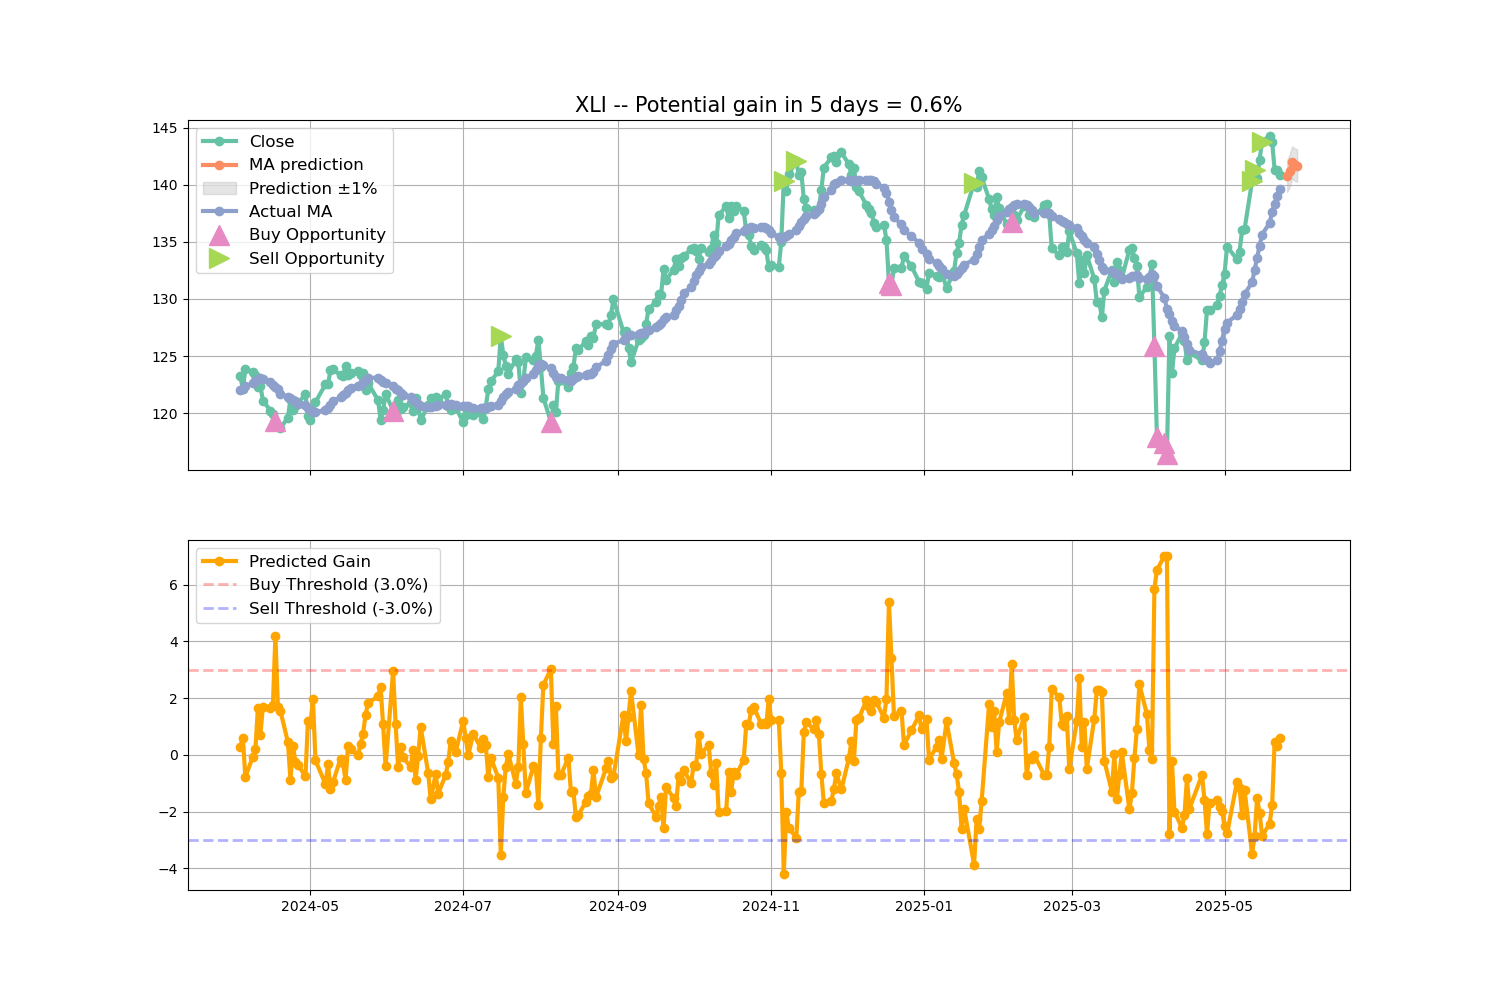 XLI -- Potential gain in 5 days = 0.6%
145
140
135
130
125
120
Close
MA prediction
Prediction ±1%
Actual MA
Buy Opportunity
Sell Opportunity
6
4
2
0
−2
−4
Predicted Gain
Buy Threshold (3.0%)
Sell Threshold (-3.0%)
2024-05
2024-07
2024-09
2024-11
2025-01
2025-03
2025-05